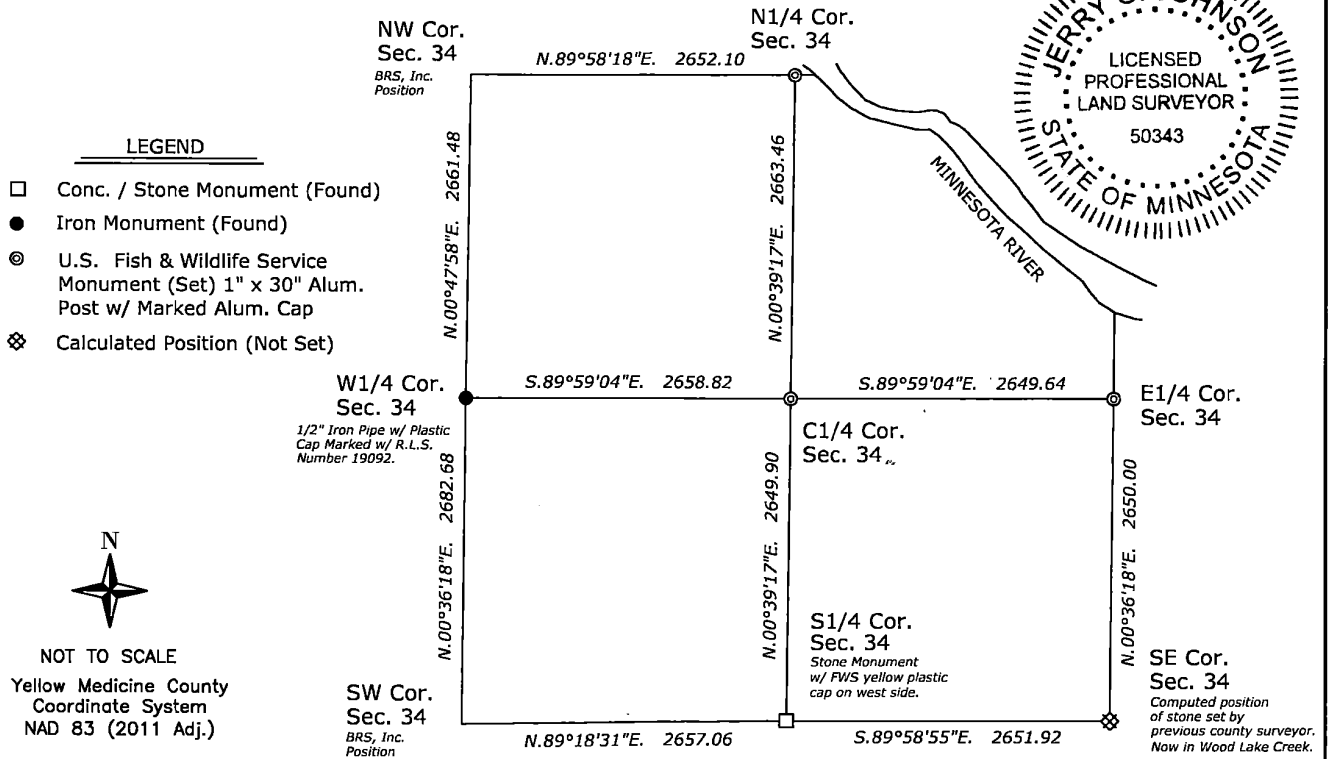 N1/4 Cor.
Sec. 34
NW Cor.
Sec. 34
BRS, Inc.
Position
N.89°58'18"E. 2652.10
LICENSED
PROFESSIONAL
LAND SURVEYOR
50343
STATE OF MINNESOTA
JERRY
LEGEND
Conc. / Stone Monument (Found)
Iron Monument (Found)
U.S. Fish & Wildlife Service
Monument (Set) 1" x 30" Alum.
Post w/ Marked Alum. Cap
Calculated Position (Not Set)
N.00°47'58"E. 2661.48
N.00°39'17"E. 2663.46
MINNESOTA RIVER
W1/4 Cor.
Sec. 34
1/2" Iron Pipe w/ Plastic
Cap Marked w/ R.L.S.
Number 19092.
S.89°59'04"E. 2658.82
S.89°59'04"E. 2649.64
E1/4 Cor.
Sec. 34
C1/4 Cor.
Sec. 34
N.00°36'18"E. 2682.68
N.00°39'17"E. 2649.90
N.00°36'18"E. 2650.00
N
NOT TO SCALE
Yellow Medicine County
Coordinate System
NAD 83 (2011 Adj.)
S1/4 Cor.
Sec. 34
Stone Monument
w/ FWS yellow plastic
cap on west side.
SW Cor.
Sec. 34
BRS, Inc.
Position
N.89°18'31"E. 2657.06
S.89°58'55"E. 2651.92
SE Cor.
Sec. 34
Computed position
of stone set by
previous county surveyor.
Now in Wood Lake Creek.